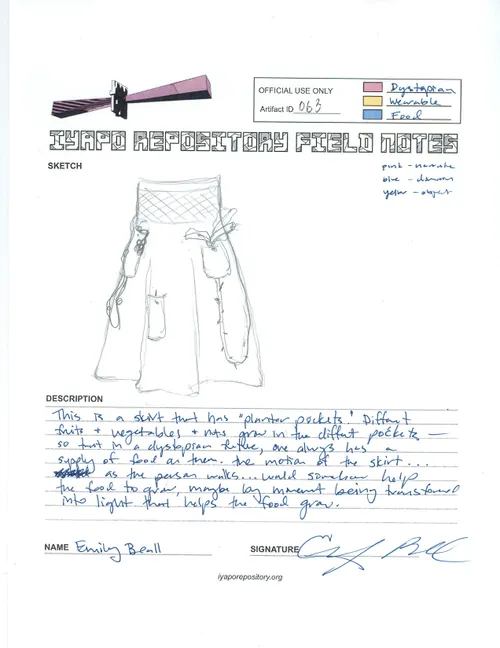 OFFICIAL USE ONLY
Artifact ID 063
Dystopian
Wearable
Food
IYAPO REPOSITORY FIELD NOTES
SKETCH
pink - narrative
blue - domain
yellow - object
DESCRIPTION
This is a skirt that has "planter pockets". Different
fruits + vegetables + nuts grow in the diffent pockets —
so that in a dystopian future, one always has a
supply of food on them. The motion of the skirt...
as the person walks... would somehow help
the food to grow, maybe by movement being transformed
into light that helps the food grow.
NAME Emily Beall
SIGNATURE
iyaporepository.org